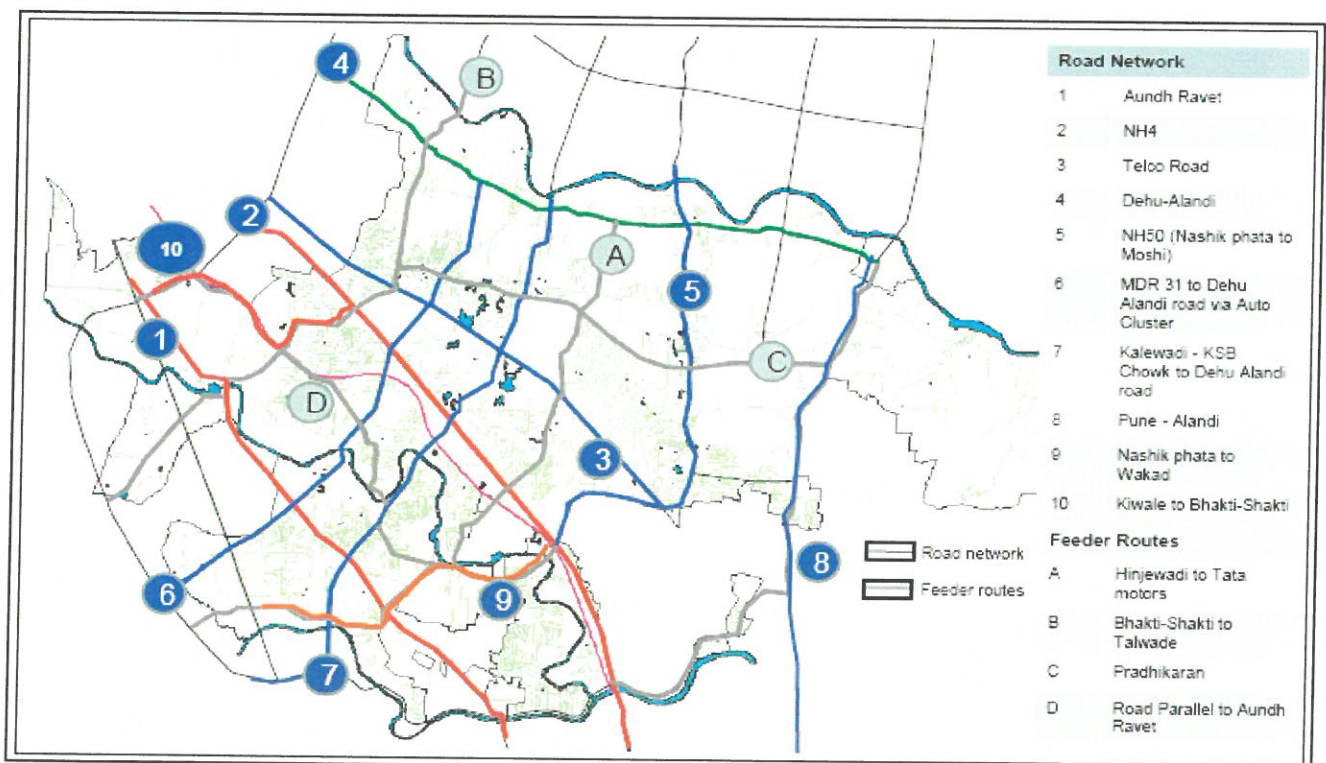 4
B
2
10
A
5
1
C
D
3
8
6
9
7
Road network
Feeder routes
Road Network
1 Aundh Ravet
2 NH4
3 Telco Road
4 Dehu-Alandi
5 NH50 (Nashik phata to
Moshi)
6 MDR 31 to Dehu
Alandi road via Auto
Cluster
7 Kalewadi - KSB
Chowk to Dehu Alandi
road
8 Pune - Alandi
9 Nashik phata to
Wakad
10 Kiwale to Bhakti-Shakti
Feeder Routes
A Hinjewadi to Tata
motors
B Bhakti-Shakti to
Talwade
C Pradhikaran
D Road Parallel to Aundh
Ravet